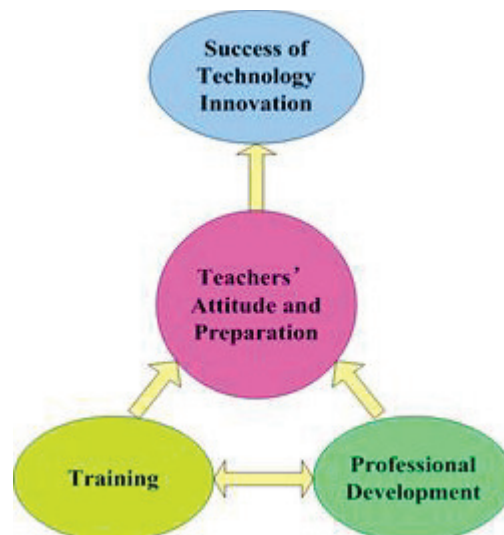 Success of
Technology
Innovation
Teachers’
Attitude and
Preparation
Training
Professional
Development